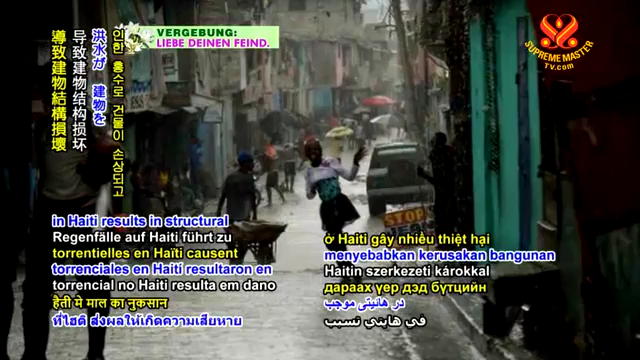 VERGEBUNG:
LIEBE DEINEN FEIND.
SUPREME MASTER
TV.com
導致建物結構損壞
导致建物结构损坏
洪水が 建物を
인한 홍수로 건물이 손상되고
in Haiti results in structural
Regenfälle auf Haiti führt zu
torrentielles en Haïti causent
torrenciales en Haití resultaron en
torrencial no Haiti resulta em dano
हैती मे माल का नुकसान
ที่ไฮติ ส่งผลให้เกิดความเสียหาย
ở Haiti gây nhiều thiệt hại
menyebabkan kerusakan bangunan
Haitin szerkezeti károkkal
дараах үер дэд бүтцийн
در هائیتی موجب
في هايتي تسبب
STOP